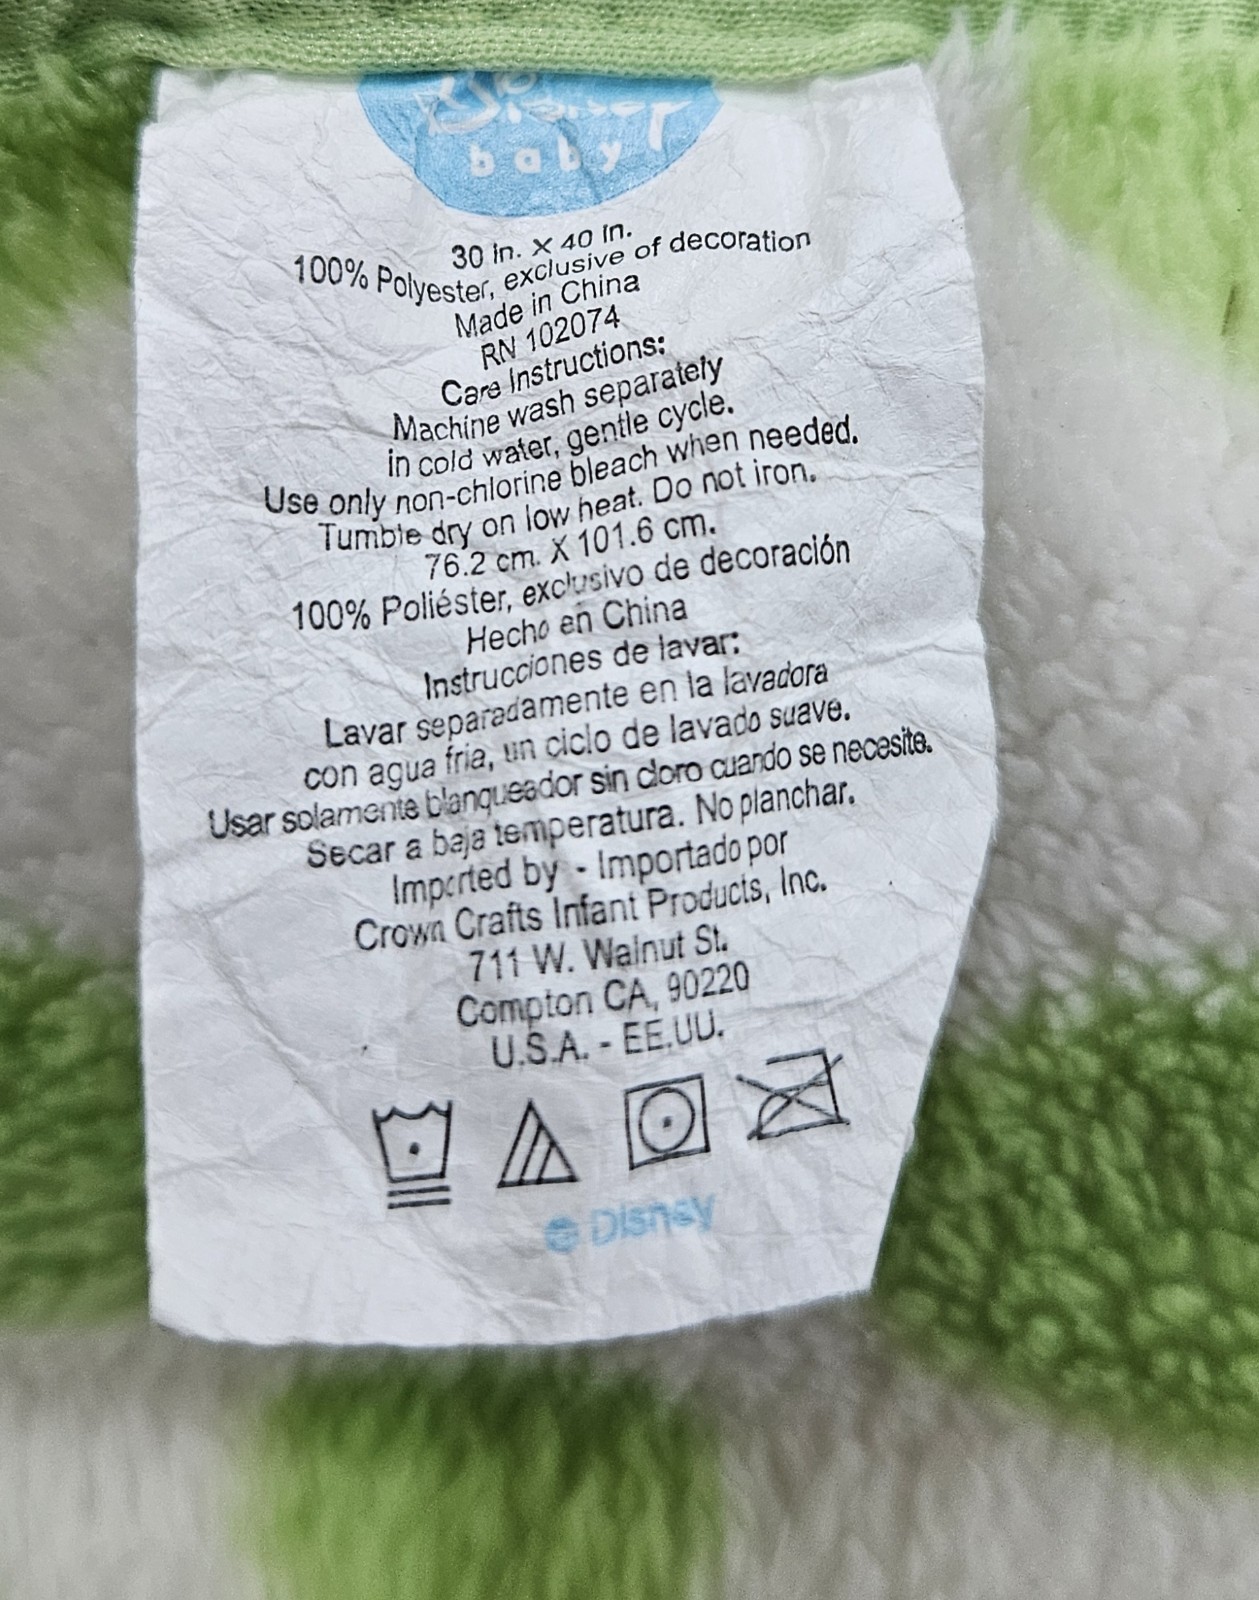 Disney
baby
30 in. X 40 in.
100% Polyester, exclusive of decoration
Made in China
RN 102074
Care Instructions:
Machine wash separately
in cold water, gentle cycle.
Use only non-chlorine bleach when needed.
Tumble dry on low heat. Do not iron.
76.2 cm. X 101.6 cm.
100% Poliéster, exclusivo de decoración
Hecho en China
Instrucciones de lavar:
Lavar separadamente en la lavadora
con agua fria, un ciclo de lavado suave.
Usar solamente blanqueador sin cloro cuando se necesite.
Secar a baja temperatura. No planchar.
Imported by - Importado por
Crown Crafts Infant Products, Inc.
711 W. Walnut St.
Compton CA, 90220
U.S.A. - EE.UU.
© Disney